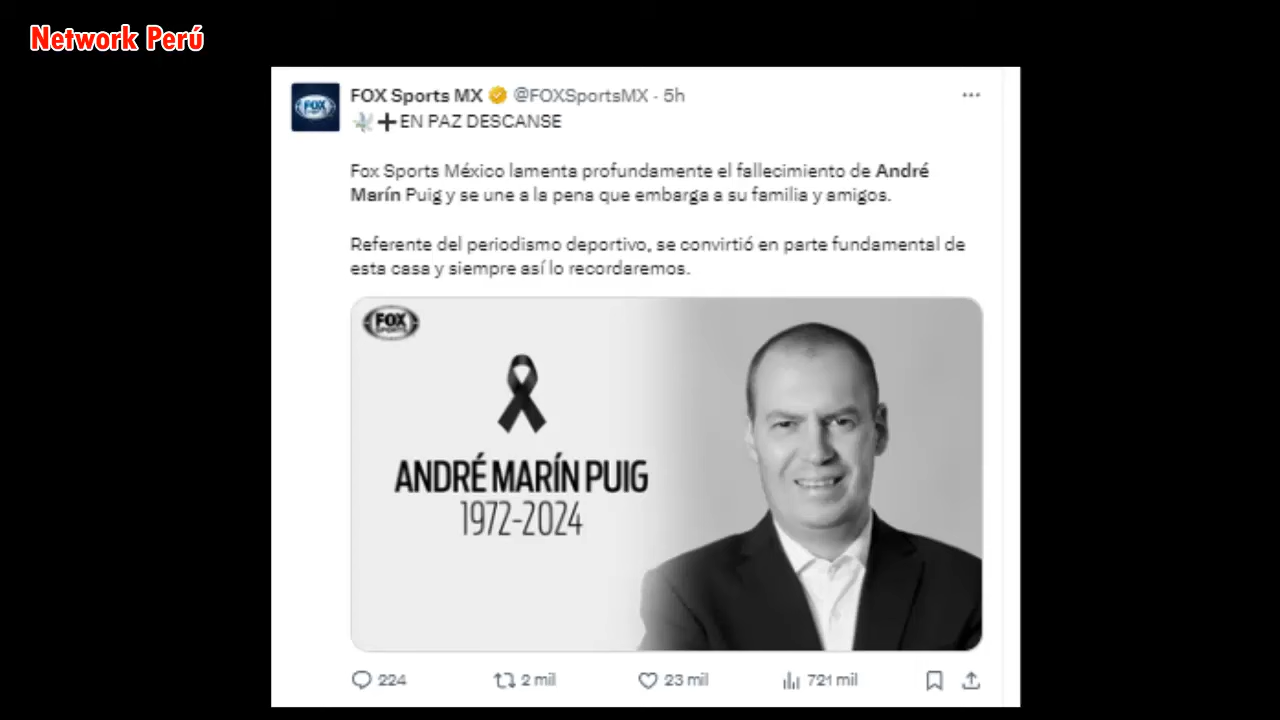 Network Perú
FOX Sports MX @FOXSportsMX · 5h
EN PAZ DESCANSE
Fox Sports México lamenta profundamente el fallecimiento de André
Marín Puig y se une a la pena que embarga a su familia y amigos.
Referente del periodismo deportivo, se convirtió en parte fundamental de
esta casa y siempre así lo recordaremos.
FOX
SPORTS
ANDRÉ MARÍN PUIG
1972-2024
224
2 mil
23 mil
721 mil